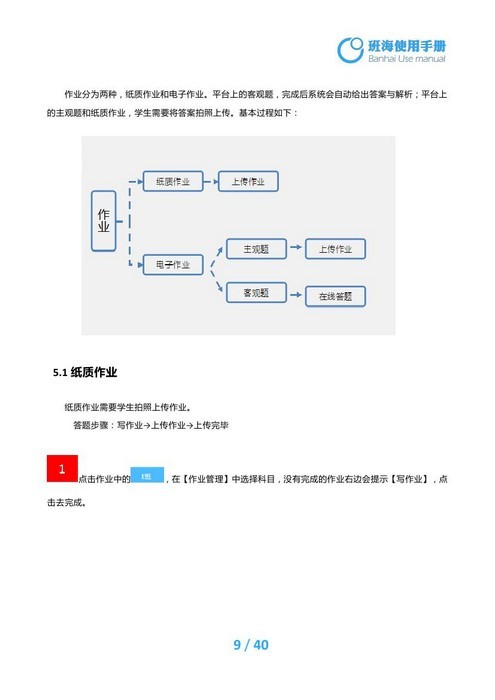 班海使用手册
Banhai Use manual
作业分为两种，纸质作业和电子作业。平台上的客观题，完成后系统会自动给出答案与解析；平台上
的主观题和纸质作业，学生需要将答案拍照上传。基本过程如下：
作业
纸质作业
上传作业
电子作业
主观题
上传作业
客观题
在线答题
5.1 纸质作业
纸质作业需要学生拍照上传作业。
答题步骤：写作业→上传作业→上传完毕
1
点击作业中的 ，在【作业管理】中选择科目，没有完成的作业右边会提示【写作业】，点
击去完成。
9 / 40